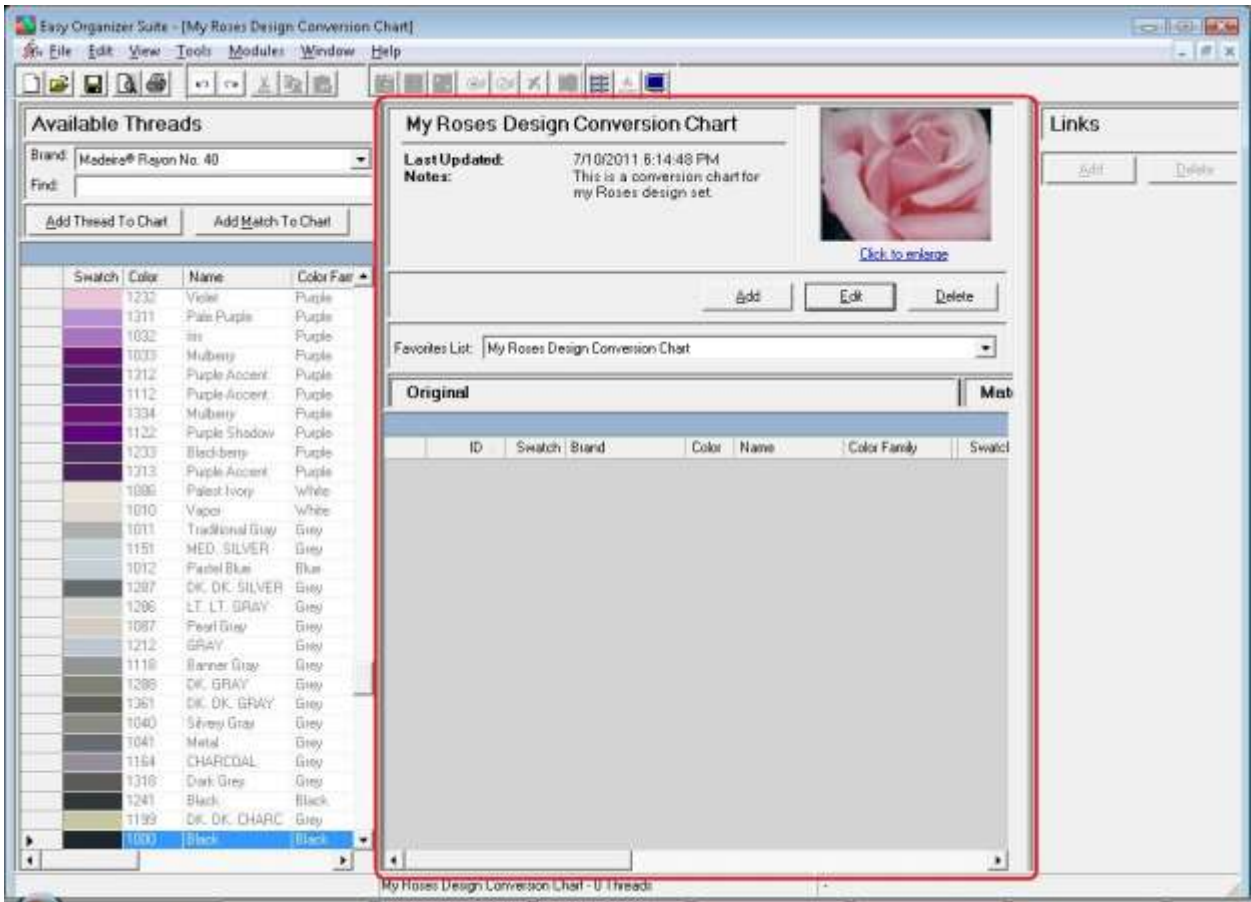 Easy Organizer Suite - [My Roses Design Conversion Chart]
File Edit View Tools Modules Window Help
Available Threads
Brand: Madeira® Rayon No. 40
Find:
Add Thread To Chart Add Match To Chart
Swatch Color Name Color Fam
1232 Violet Purple
1311 Pale Purple Purple
1032 Iris Purple
1033 Mulberry Purple
1312 Purple Accent Purple
1112 Purple Accent Purple
1334 Mulberry Purple
1122 Purple Shadow Purple
1233 Blackberry Purple
1313 Purple Accent Purple
1086 Palest Ivory White
1010 Vapor White
1011 Traditional Gray Grey
1151 MED. SILVER Grey
1012 Pastel Blue Blue
1287 DK. DK. SILVER Grey
1286 LT. LT. GRAY Grey
1087 Pearl Gray Grey
1212 GRAY Grey
1118 Banner Gray Grey
1288 DK. GRAY Grey
1361 DK. DK. GRAY Grey
1040 Silvery Gray Grey
1041 Metal Grey
1164 CHARCOAL Grey
1318 Dark Grey Grey
1241 Black Black
1199 DK. DK. CHARC Grey
1000 Black Black
My Roses Design Conversion Chart
Last Updated: 7/10/2011 6:14:48 PM
Notes: This is a conversion chart for
my Roses design set.
Click to enlarge
Add Edit Delete
Favorites List: My Roses Design Conversion Chart
Original Mat
ID Swatch Brand Color Name Color Family Swatcl
Links
Add Delete
My Roses Design Conversion Chart - 0 Threads -